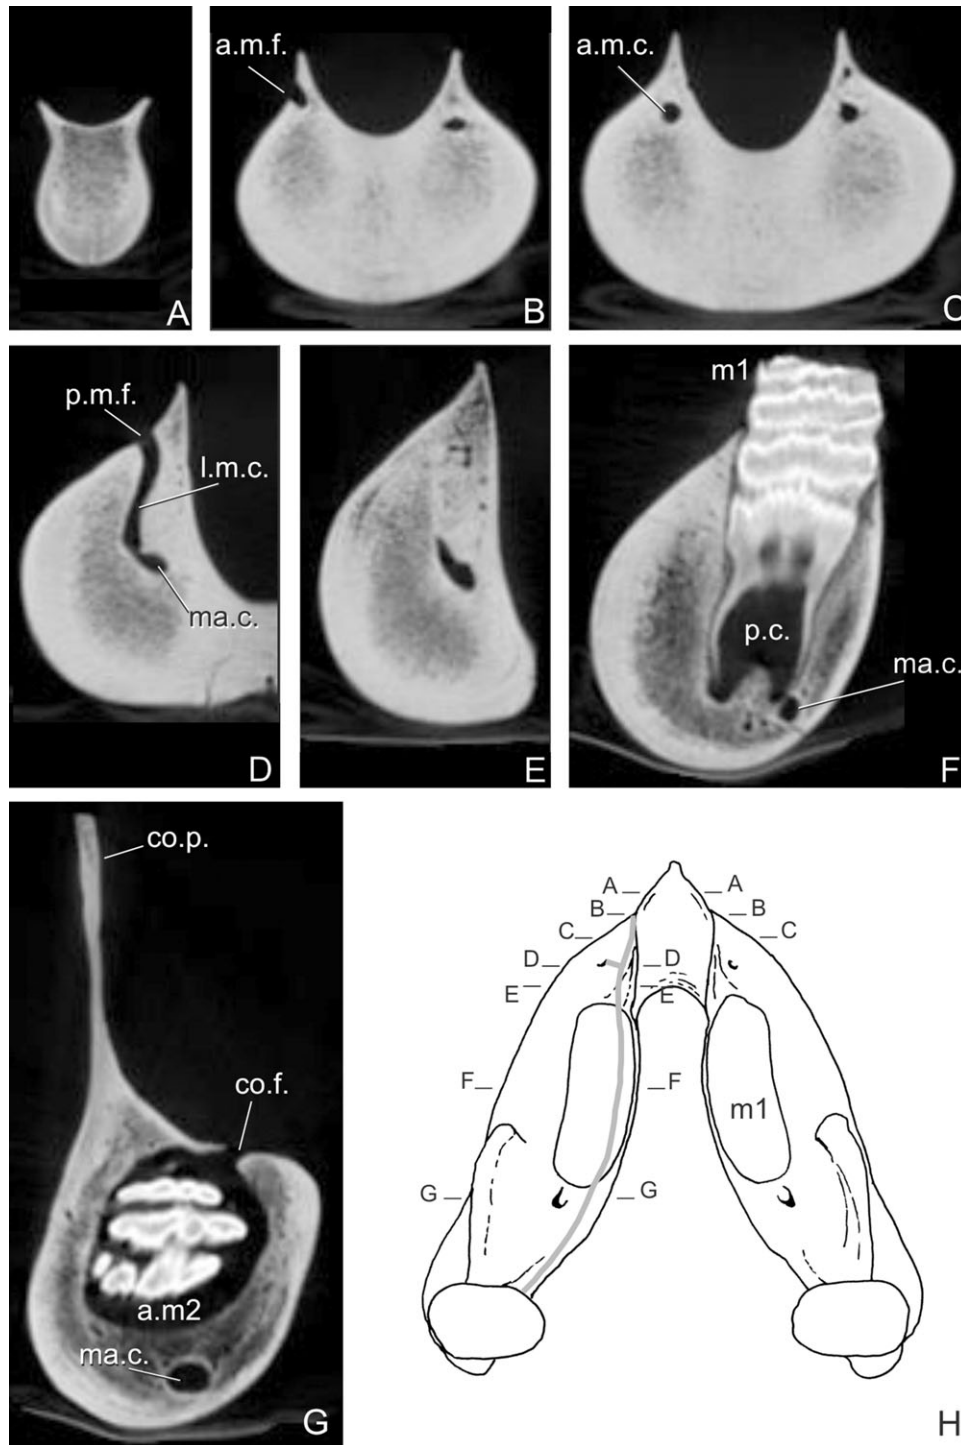 A
a.m.f.
B
a.m.c.
C
p.m.f.
l.m.c.
ma.c.
D
E
m1
p.c.
ma.c.
F
co.p.
co.f.
a.m2
ma.c.
G
A A
B B
C C
D D
E E
F F
m1
G G
H